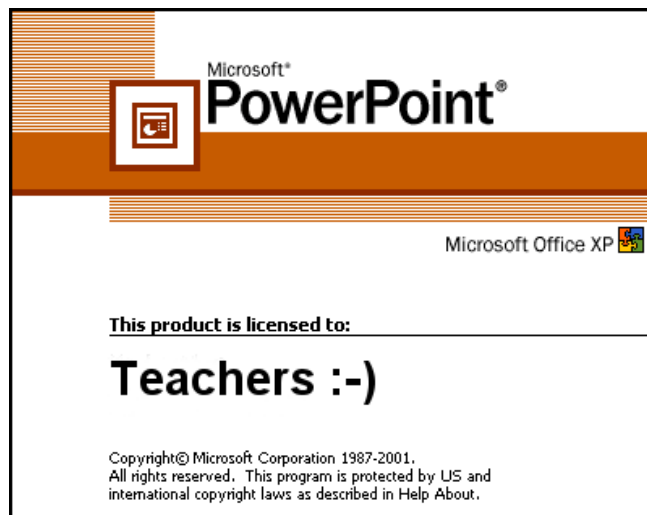 Microsoft®
PowerPoint®
Microsoft Office XP
This product is licensed to:
Teachers :-)
Copyright© Microsoft Corporation 1987-2001.
All rights reserved.  This program is protected by US and
international copyright laws as described in Help About.